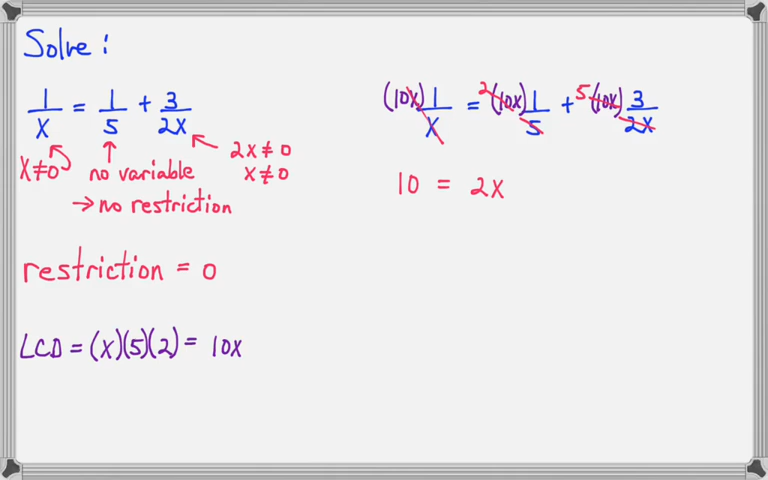 Solve :
1/x = 1/5 + 3/2x
x≠0 no variable 2x≠0
→ no restriction x≠0
restriction = 0
LCD = (x)(5)(2) = 10x
(10x) 1/x = 2 (10x) 1/5 + 5 (10x) 3/2x
10 = 2x